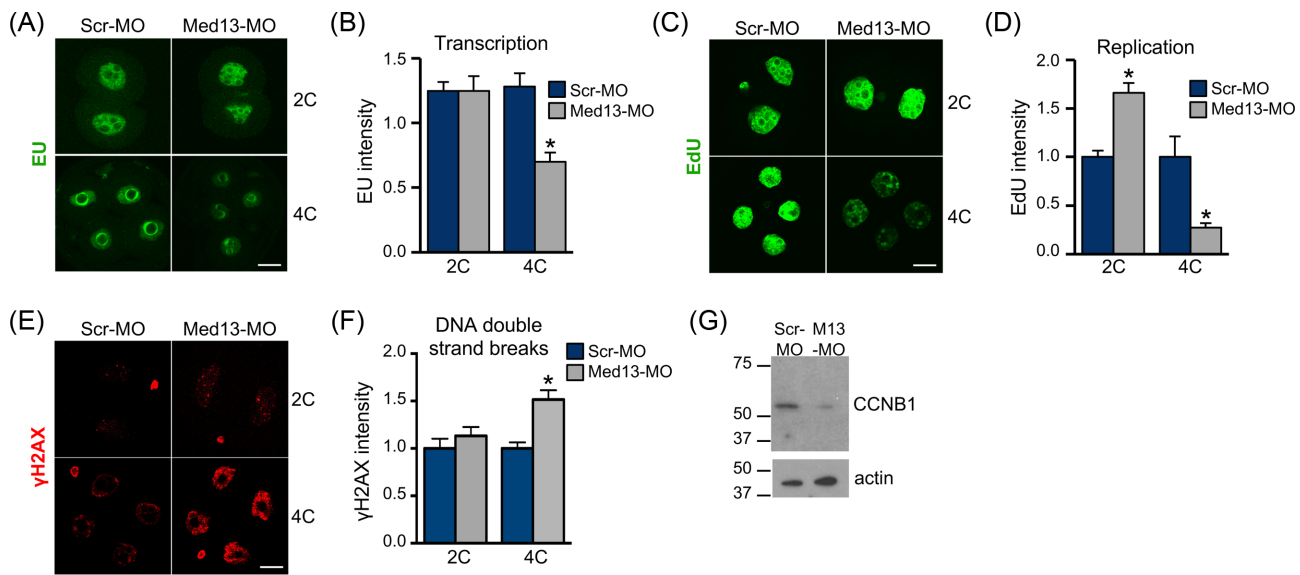 (A)
Scr-MO Med13-MO
EU
2C
4C
(B)
Transcription
EU intensity
1.5
1.0
0.5
0.0
2C 4C
Scr-MO
Med13-MO
*
(C)
Scr-MO Med13-MO
EdU
2C
4C
(D)
Replication
EdU intensity
2.0
1.5
1.0
0.5
0.0
2C 4C
Scr-MO
Med13-MO
*
*
(E)
Scr-MO Med13-MO
γH2AX
2C
4C
(F)
DNA double
strand breaks
γH2AX intensity
2.0
1.5
1.0
0.5
0.0
2C 4C
Scr-MO
Med13-MO
*
(G)
Scr- M13
MO -MO
75
50
37
CCNB1
50
37
actin